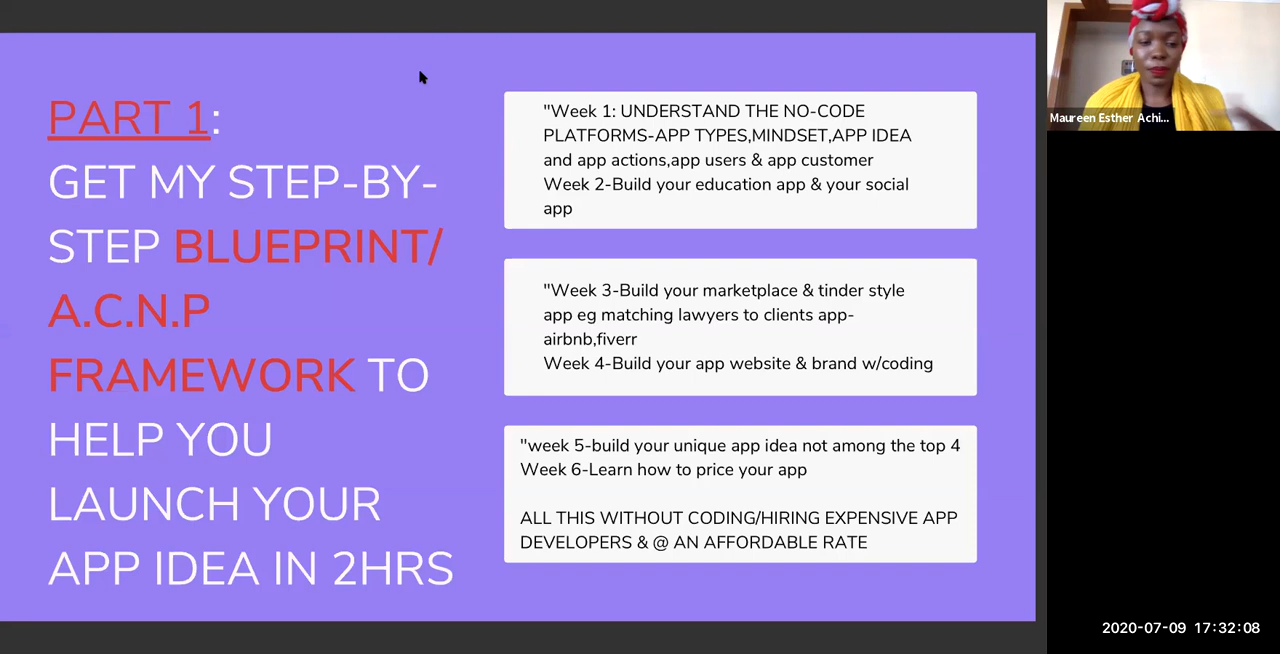 PART 1:
GET MY STEP-BY-
STEP BLUEPRINT/
A.C.N.P
FRAMEWORK TO
HELP YOU
LAUNCH YOUR
APP IDEA IN 2HRS
"Week 1: UNDERSTAND THE NO-CODE
PLATFORMS-APP TYPES,MINDSET,APP IDEA
and app actions,app users & app customer
Week 2-Build your education app & your social
app
"Week 3-Build your marketplace & tinder style
app eg matching lawyers to clients app-
airbnb,fiverr
Week 4-Build your app website & brand w/coding
"week 5-build your unique app idea not among the top 4
Week 6-Learn how to price your app
ALL THIS WITHOUT CODING/HIRING EXPENSIVE APP
DEVELOPERS & @ AN AFFORDABLE RATE
Maureen Esther Achi...
2020-07-09 17:32:08